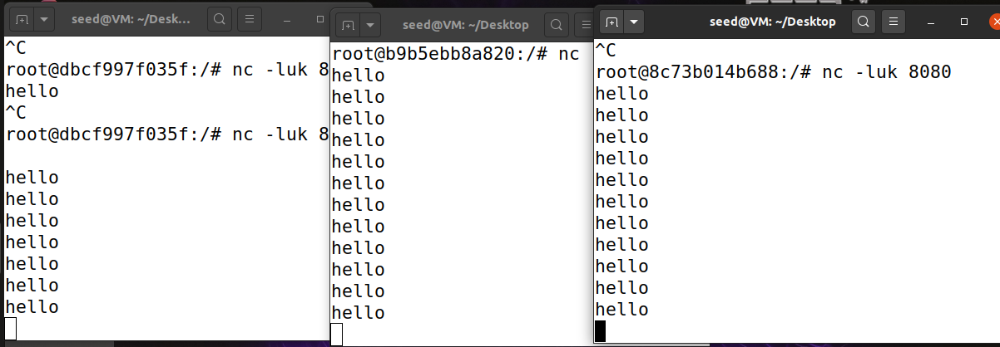 seed@VM: ~/Desk...
^C
root@dbcf997f035f:/# nc -luk 8
hello
^C
root@dbcf997f035f:/# nc -luk 8
hello
hello
hello
hello
hello
hello
hello
seed@VM: ~/Desktop
root@b9b5ebb8a820:/# nc
hello
hello
hello
hello
hello
hello
hello
hello
hello
hello
hello
hello
seed@VM: ~/Desktop
^C
root@8c73b014b688:/# nc -luk 8080
hello
hello
hello
hello
hello
hello
hello
hello
hello
hello
hello